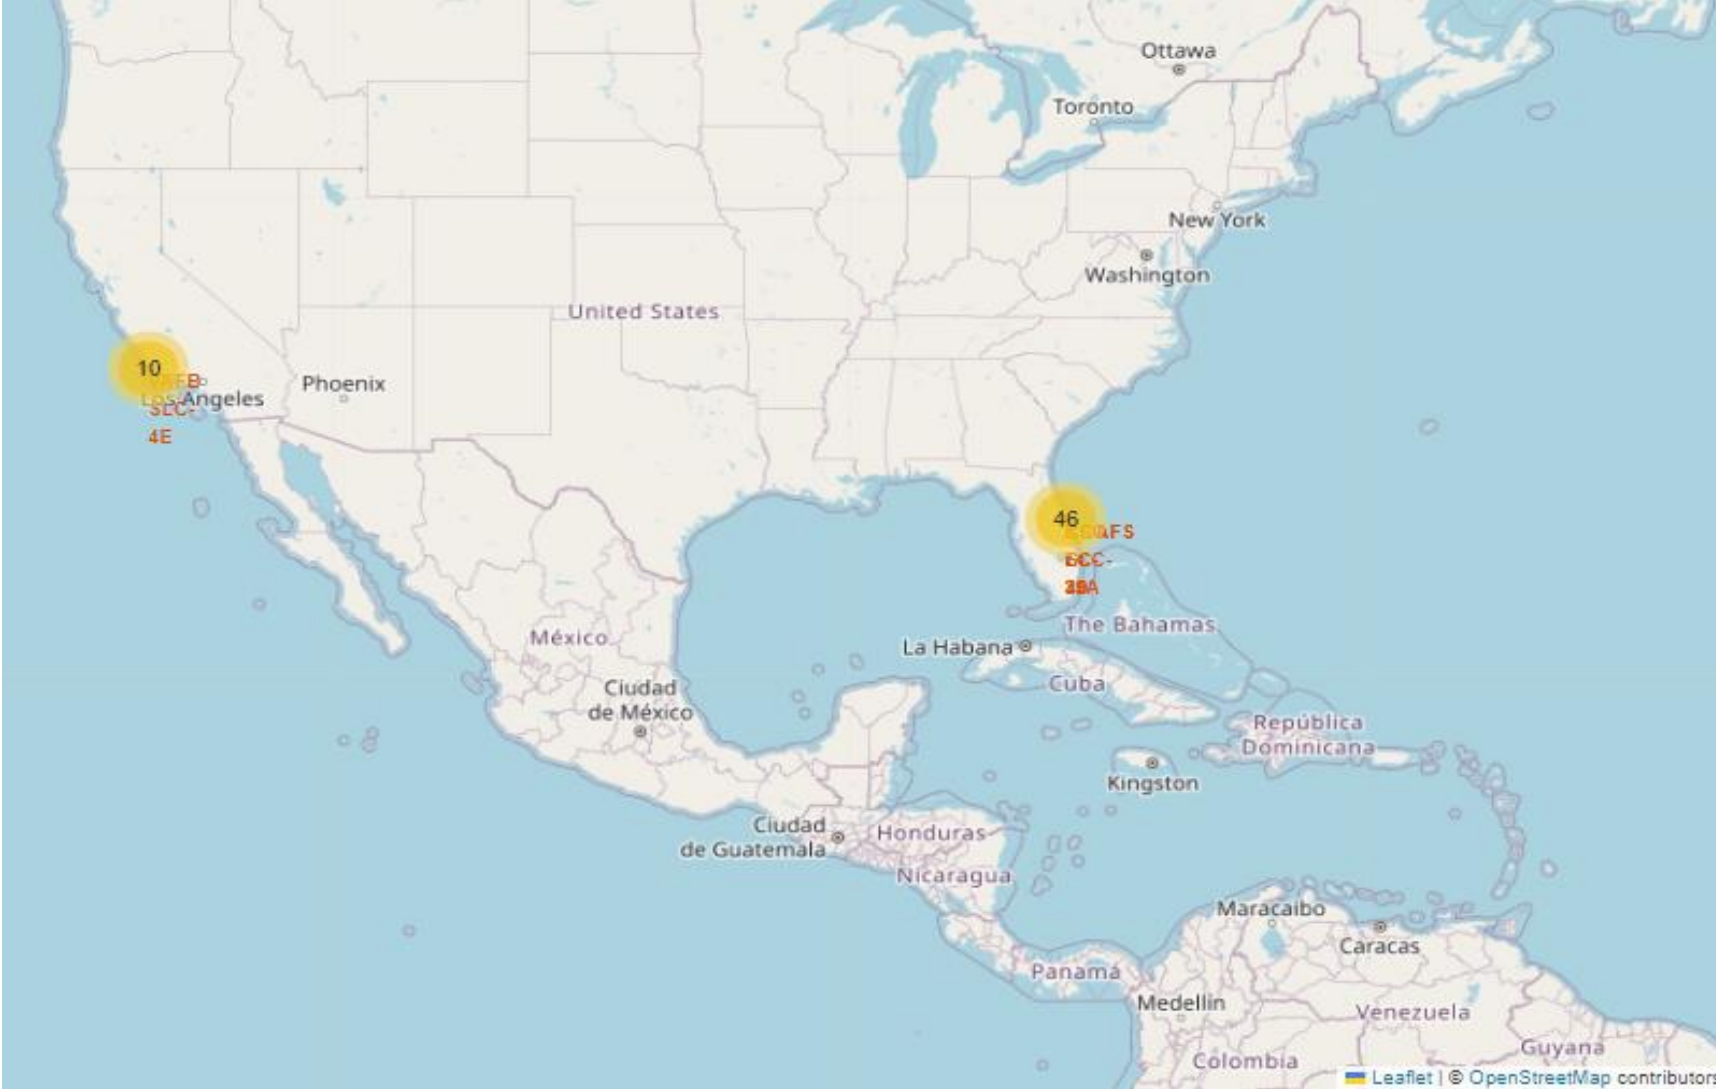 Ottawa
Toronto
New York
Washington
United States
10
Phoenix
Los Angeles
SLC-
4E
46
The Bahamas
La Habana
México
Cuba
Ciudad
de México
República
Dominicana
Kingston
Ciudad
de Guatemala
Honduras
Nicaragua
Maracaibo
Caracas
Panamá
Medellín
Venezuela
Guyana
Colombia
Leaflet | © OpenStreetMap contributors